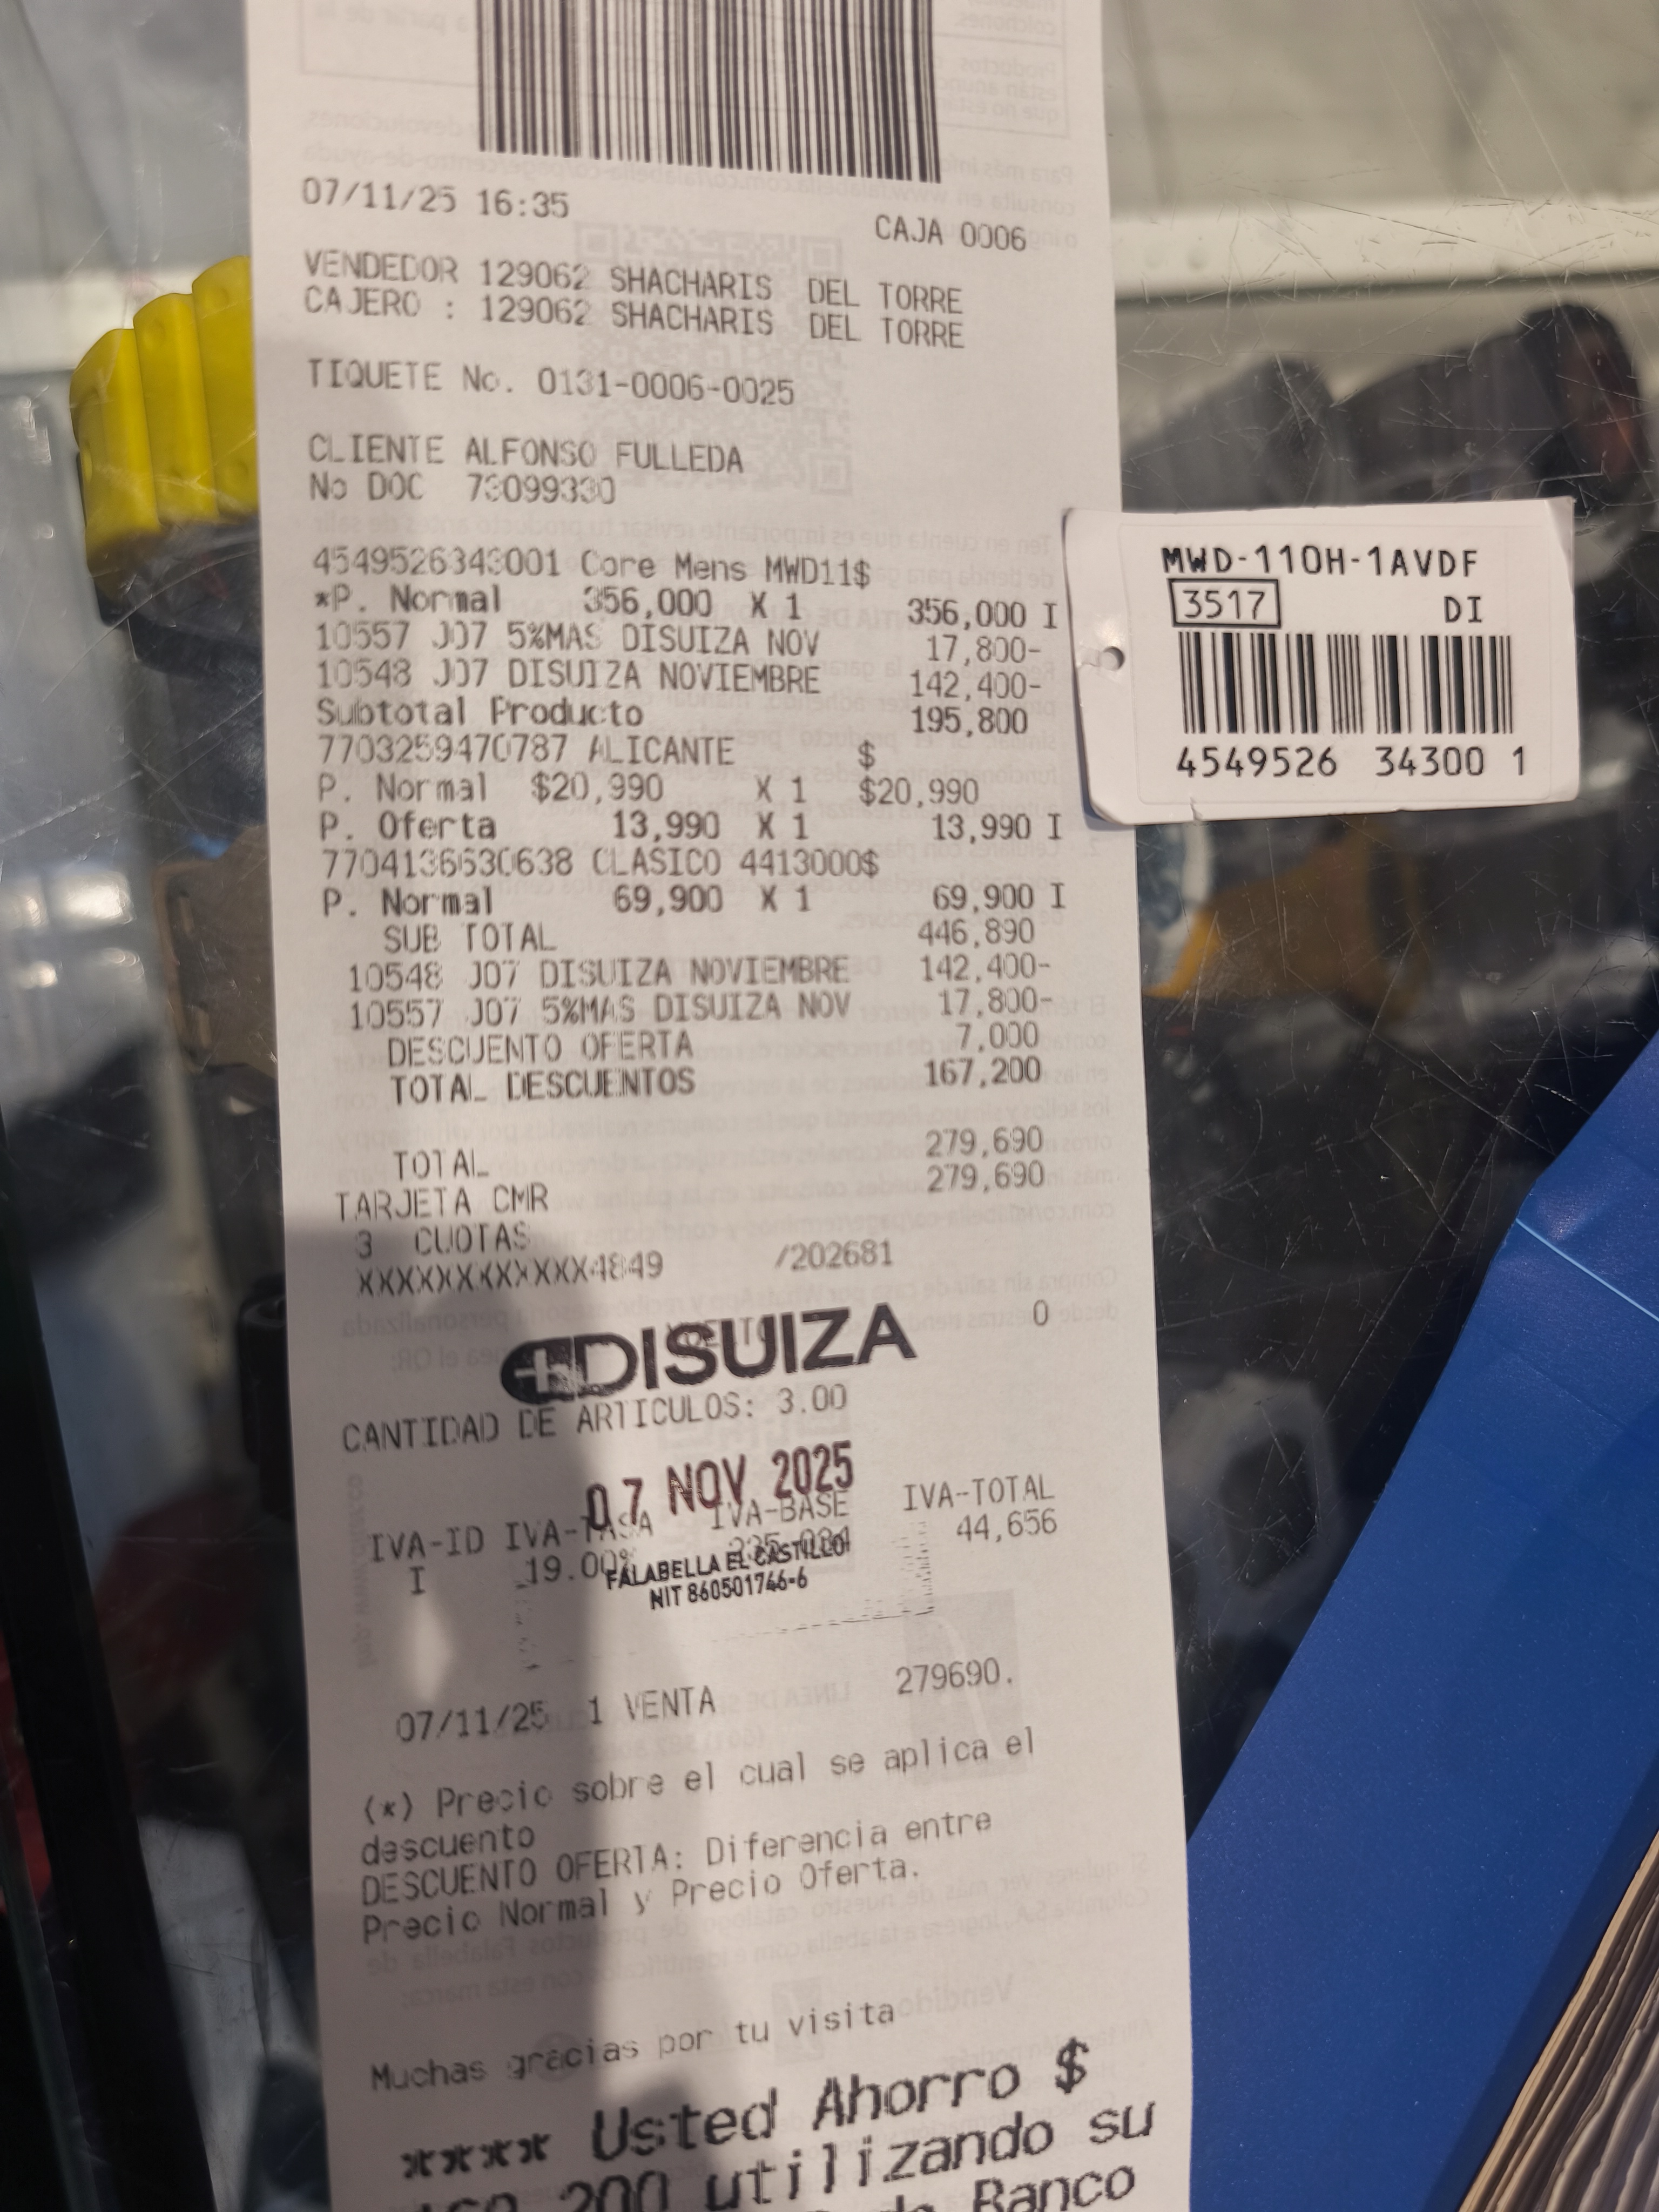 07/11/25 16:35
CAJA 0006
VENDEDOR 129062 SHACHARIS DEL TORRE
CAJERO : 129062 SHACHARIS DEL TORRE
TIQUETE No. 0131-0006-0025
CLIENTE ALFONSO FULLEDA
No DOC 73099330
4549526343001 Core Mens MWD11$
*P. Normal 356,000 X 1 356,000 I
10557 J07 5%MAS DISUIZA NOV 17,800-
10548 J07 DISUIZA NOVIEMBRE 142,400-
Subtotal Producto 195,800
7703259470787 ALICANTE $
P. Normal $20,990 X 1 $20,990
P. Oferta 13,990 X 1 13,990 I
7704136630638 CLASICO 4413000$
P. Normal 69,900 X 1 69,900 I
SUB TOTAL 446,890
10548 J07 DISUIZA NOVIEMBRE 142,400-
10557 J07 5%MAS DISUIZA NOV 17,800-
DESCUENTO OFERTA 7,000
TOTAL DESCUENTOS 167,200
TOTAL 279,690
TARJETA CMR 279,690
3 CUOTAS
XXXXXXXXXXXX4849 /202681
0
DISUIZA
CANTIDAD DE ARTICULOS: 3.00
07 NOV 2025
IVA-ID IVA-TASA IVA-BASE IVA-TOTAL
I 19.00% 44,656
FALABELLA EL CASTILLO
NIT 860501746-6
07/11/25 1 VENTA 279690.
(*) Precio sobre el cual se aplica el
descuento
DESCUENTO OFERTA: Diferencia entre
Precio Normal y Precio Oferta.
Muchas gracias por tu visita
**** Usted Ahorro $
200 utilizando su
Banco
MWD-110H-1AVDF
3517 DI
4549526 34300 1